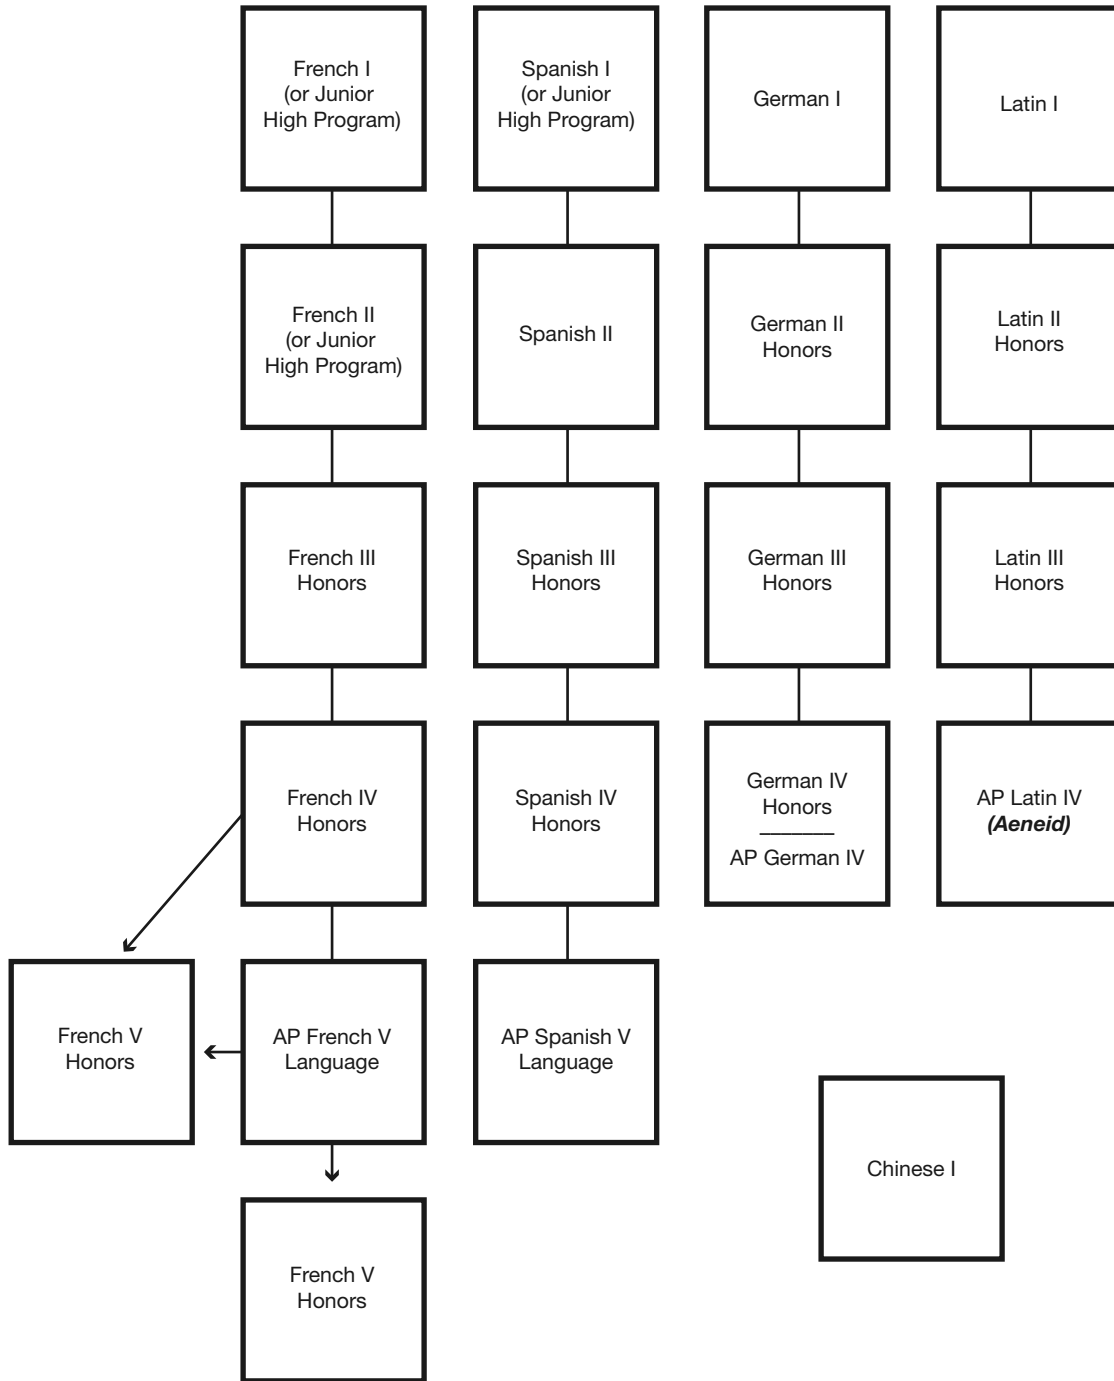 French I
(or Junior
High Program)
Spanish I
(or Junior
High Program)
German I
Latin I
French II
(or Junior
High Program)
Spanish II
German II
Honors
Latin II
Honors
French III
Honors
Spanish III
Honors
German III
Honors
Latin III
Honors
French IV
Honors
Spanish IV
Honors
German IV
Honors
AP German IV
AP Latin IV
(Aeneid)
French V
Honors
AP French V
Language
AP Spanish V
Language
Chinese I
French V
Honors